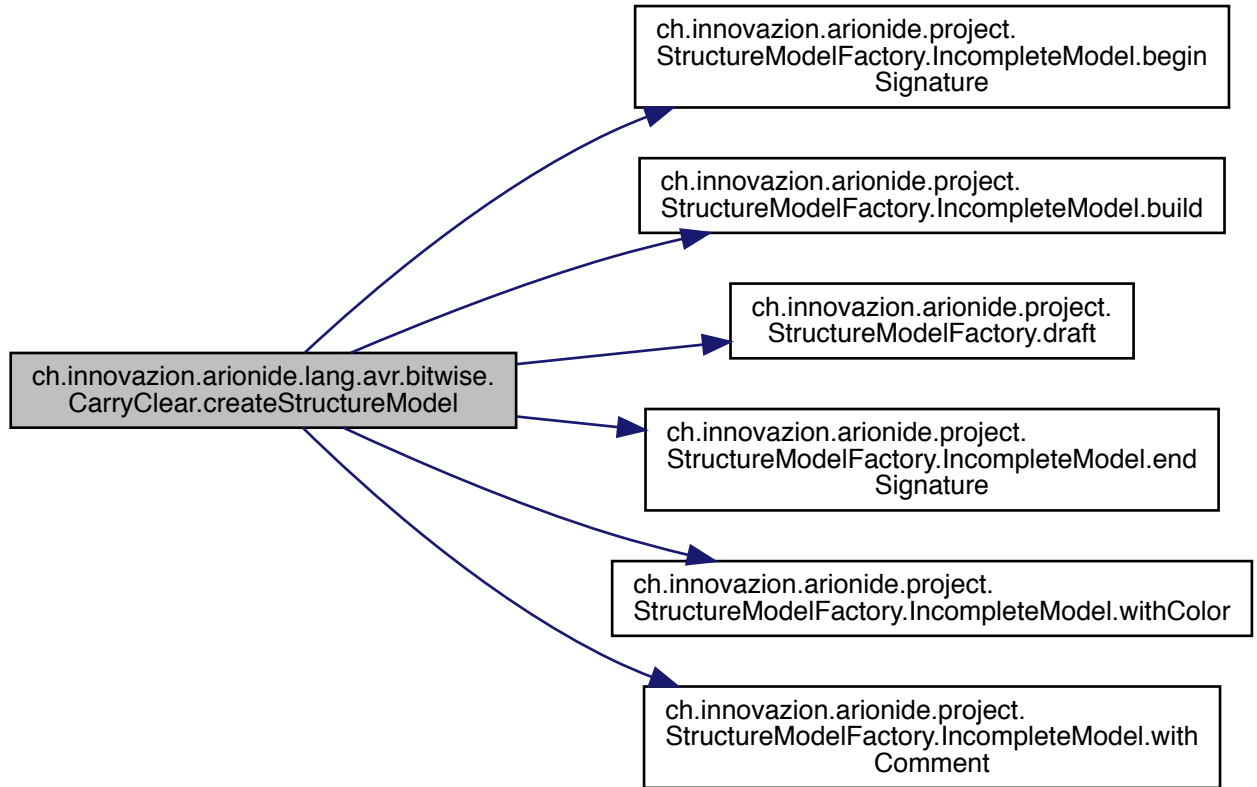 ch.innovazion.arionide.project.
StructureModelFactory.IncompleteModel.begin
Signature
ch.innovazion.arionide.project.
StructureModelFactory.IncompleteModel.build
ch.innovazion.arionide.project.
StructureModelFactory.draft
ch.innovazion.arionide.lang.avr.bitwise.
CarryClear.createStructureModel
ch.innovazion.arionide.project.
StructureModelFactory.IncompleteModel.end
Signature
ch.innovazion.arionide.project.
StructureModelFactory.IncompleteModel.withColor
ch.innovazion.arionide.project.
StructureModelFactory.IncompleteModel.with
Comment